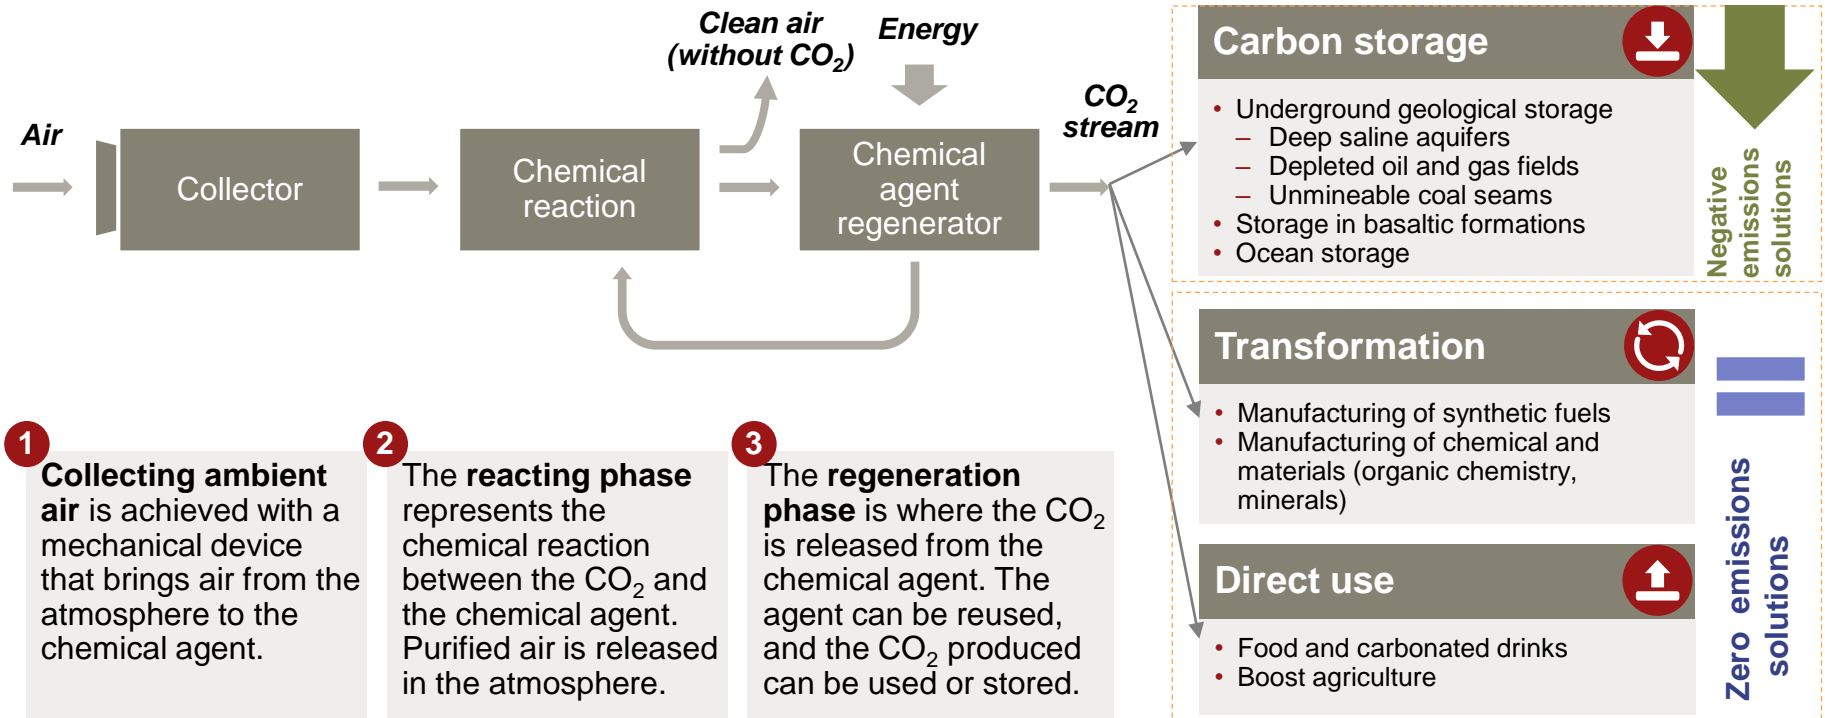 Air
Collector
Chemical
reaction
Clean air
(without CO₂)
Energy
Chemical
agent
regenerator
CO₂
stream
1
Collecting ambient
air is achieved with a
mechanical device
that brings air from the
atmosphere to the
chemical agent.
2
The reacting phase
represents the
chemical reaction
between the CO₂ and
the chemical agent.
Purified air is released
in the atmosphere.
3
The regeneration
phase is where the CO₂
is released from the
chemical agent. The
agent can be reused,
and the CO₂ produced
can be used or stored.
Carbon storage
• Underground geological storage
– Deep saline aquifers
– Depleted oil and gas fields
– Unmineable coal seams
• Storage in basaltic formations
• Ocean storage
Negative
emissions
solutions
Transformation
• Manufacturing of synthetic fuels
• Manufacturing of chemical and
materials (organic chemistry,
minerals)
Direct use
• Food and carbonated drinks
• Boost agriculture
Zero emissions
solutions